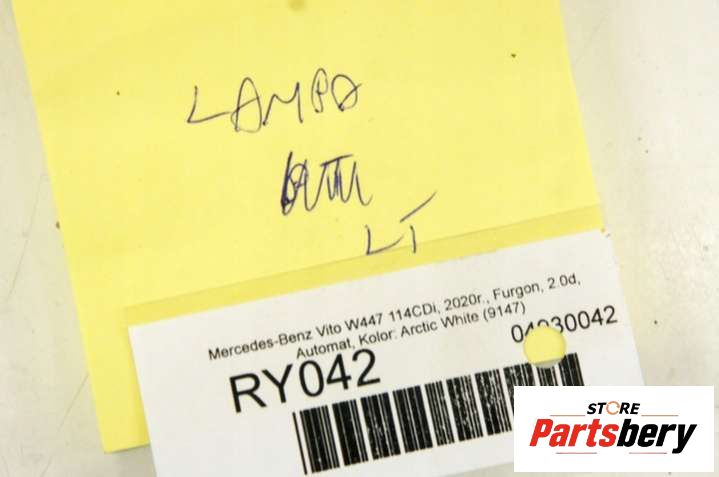 LAMPA
LT
Mercedes-Benz Vito W447 114CDi, 2020r., Furgon, 2.0d,
Automat, Kolor: Arctic White (9147)
RY042
STORE
Partsbery